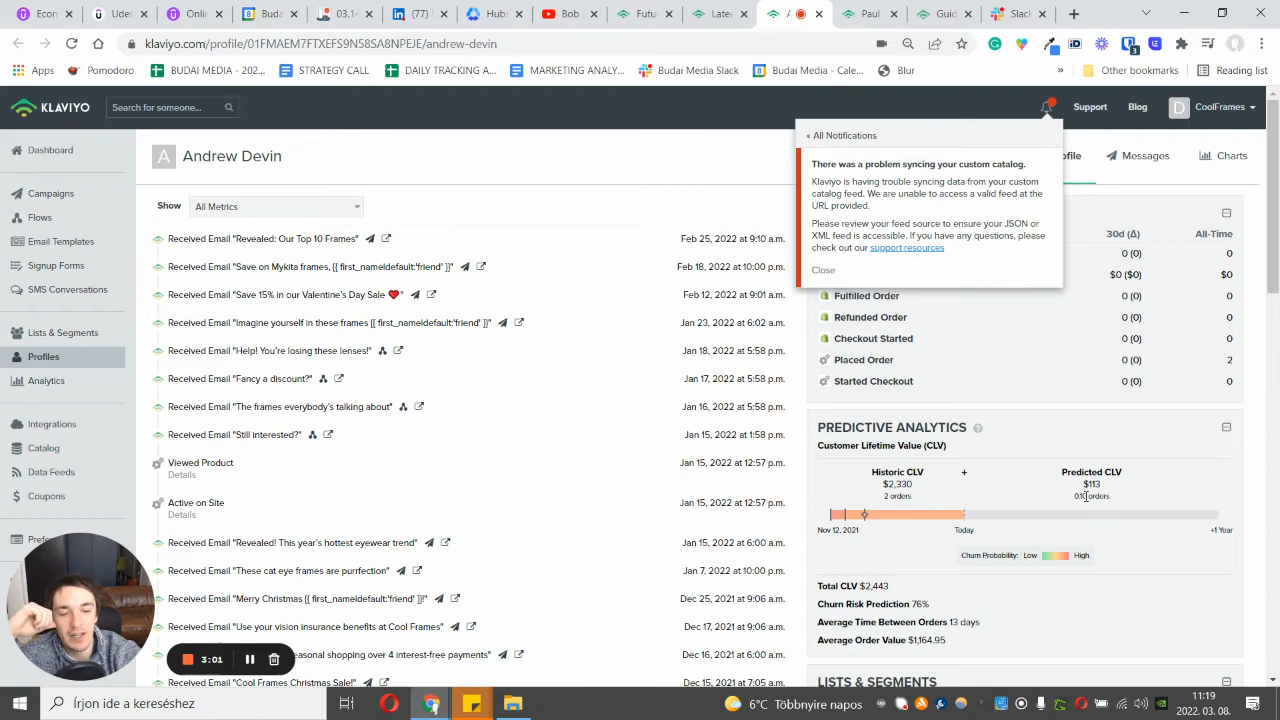 Econ
Udes
Onli
Buda
03.14
(77)
Hub:
Bob
Futu
Late
A
Paul
Guid
Slac
klaviyo.com/profile/01FMAEM7FTXEFS9N58SA8NPEJE/andrew-devin
Apps
Pomodoro
BUDAI MEDIA - 202...
STRATEGY CALL
DAILY TRACKING A...
MARKETING ANALY...
Budai Media Slack
Budai Media - Cale...
Blur
»
Other bookmarks
Reading list
KLAVIYO
Search for someone...
Support
Blog
D
CoolFrames
Dashboard
Campaigns
Flows
Email Templates
Signup Forms
SMS Conversations
Lists & Segments
Profiles
Analytics
Integrations
Catalog
Data Feeds
Coupons
Prefe
A Andrew Devin
Show All Metrics
Received Email "Revealed: Our Top 10 Frames" Feb 25, 2022 at 9:10 a.m.
Received Email "Save on Mykita frames, {{ first_name|default:'friend' }}" Feb 18, 2022 at 10:00 p.m.
Received Email "Save 15% in our Valentine's Day Sale ❤️" Feb 12, 2022 at 9:01 a.m.
Received Email "Imagine yourself in these frames {{ first_name|default:'friend' }}" Jan 23, 2022 at 6:02 a.m.
Received Email "Help! You're losing these lenses!" Jan 18, 2022 at 5:58 p.m.
Received Email "Fancy a discount?" Jan 17, 2022 at 5:58 p.m.
Received Email "The frames everybody's talking about" Jan 16, 2022 at 5:58 p.m.
Received Email "Still interested?" Jan 15, 2022 at 1:58 p.m.
Viewed Product Jan 15, 2022 at 12:57 p.m.
Details
Active on Site Jan 15, 2022 at 12:57 p.m.
Details
Received Email "Revealed: This year's hottest eyewear trend" Jan 15, 2022 at 6:00 a.m.
Received Email "These cat eye frames are purrfection" Jan 7, 2022 at 10:00 p.m.
Received Email "Merry Christmas {{ first_name|default:'friend' }}!" Dec 25, 2021 at 9:06 a.m.
Received Email "Use your vision insurance benefits at Cool Frames" Dec 17, 2021 at 9:06 a.m.
easonal shopping over 4 interest-free payments" Dec 16, 2021 at 6:00 a.m.
Received Email "Cool Frames Christmas Sale!" Dec 15, 2021 at 6:05 a.m.
« All Notifications
There was a problem syncing your custom catalog.
Klaviyo is having trouble syncing data from your custom
catalog feed. We are unable to access a valid feed at the
URL provided.
Please review your feed source to ensure your JSON or
XML feed is accessible. If you have any questions, please
check out our support resources
Close
ofile
Messages
Charts
30d (Δ) All-Time
0 (0) 0
$0 ($0) $0
Fulfilled Order 0 (0) 0
Refunded Order 0 (0) 0
Checkout Started 0 (0) 0
Placed Order 0 (0) 2
Started Checkout 0 (0) 0
PREDICTIVE ANALYTICS ?
Customer Lifetime Value (CLV)
Historic CLV + Predicted CLV
$2,330 $113
2 orders 0.10 orders
Nov 12, 2021 Today +1 Year
Churn Probability: Low High
Total CLV $2,443
Churn Risk Prediction 76%
Average Time Between Orders 13 days
Average Order Value $1,164.95
LISTS & SEGMENTS
3:01
Írjon ide a kereséshez
6°C Többnyire napos
11:19
2022. 03. 08.